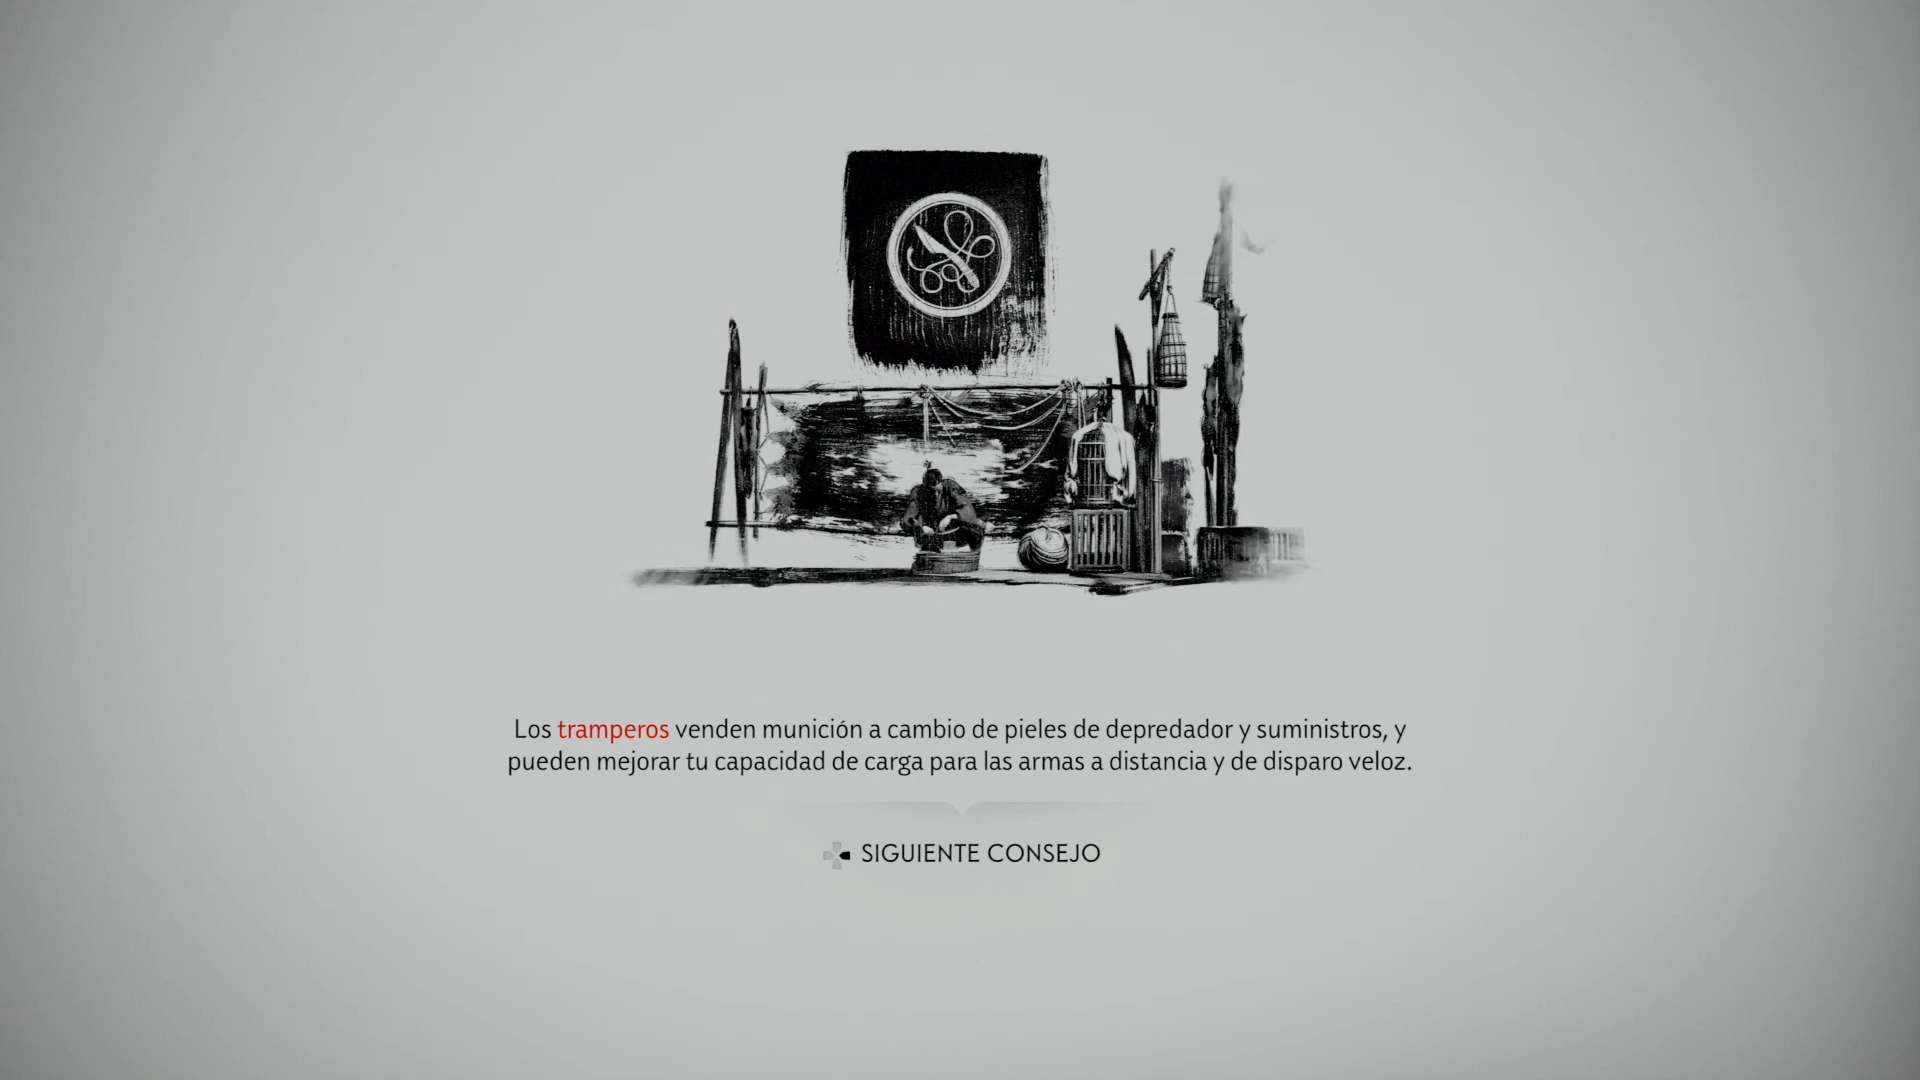 Los tramperos venden munición a cambio de pieles de depredador y suministros, y
pueden mejorar tu capacidad de carga para las armas a distancia y de disparo veloz.
SIGUIENTE CONSEJO